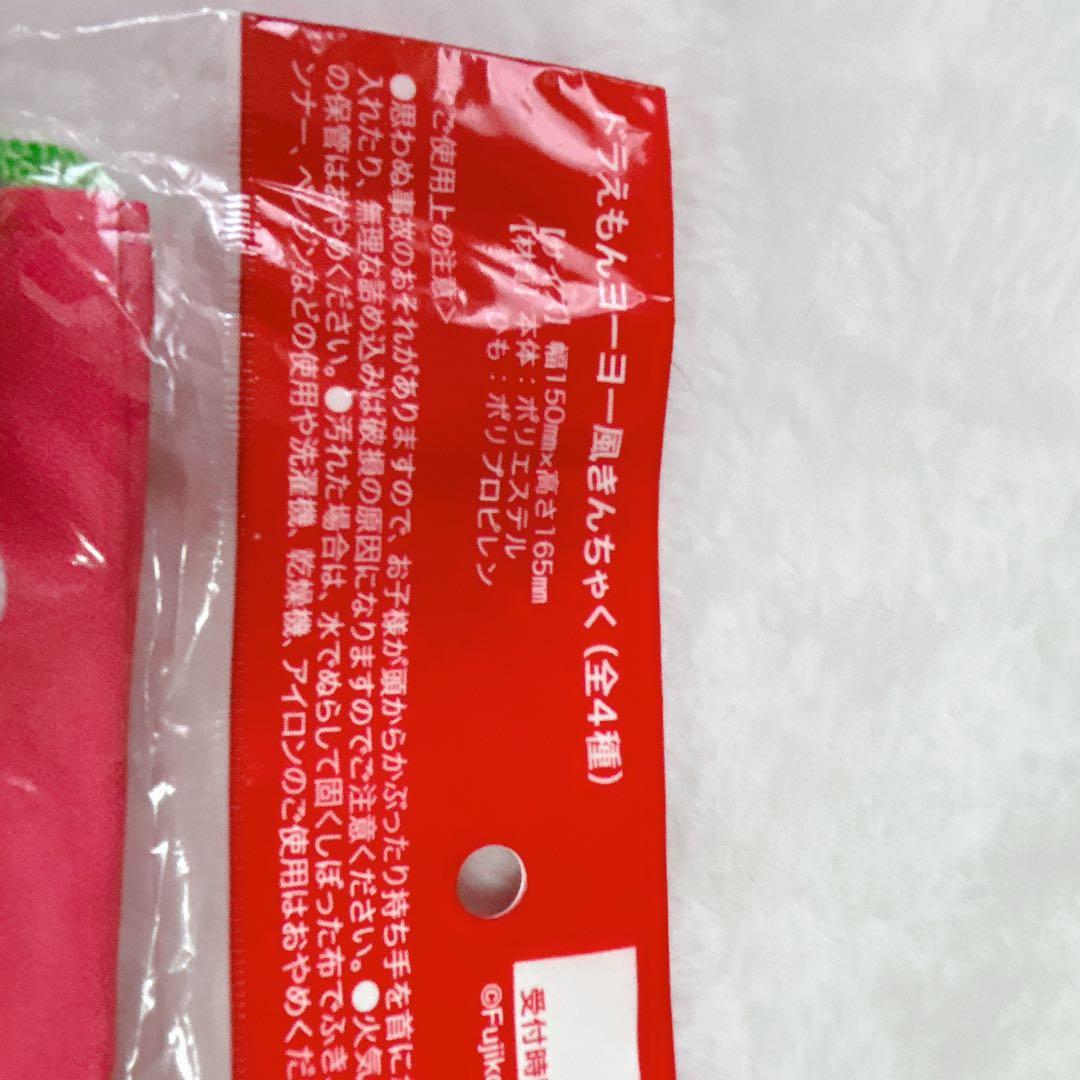 ドラえもんヨーヨー風きんちゃく(全4種)
【サイズ】幅150mm×高さ165mm
【材質】本体:ポリエステル
ひも:ポリプロピレン
<ご使用上の注意>
●思わぬ事故のおそれがありますので、お子様が頭からかぶったり持ち手を首に
入れたり、無理な詰め込みは破損の原因になりますのでご注意ください。●火気
の保管はおやめください。●汚れた場合は、水でぬらして固くしぼった布でふき
ンナー、ベンジンなどの使用や洗濯機、乾燥機、アイロンのご使用はおやめくだ
受付時
©Fujiko